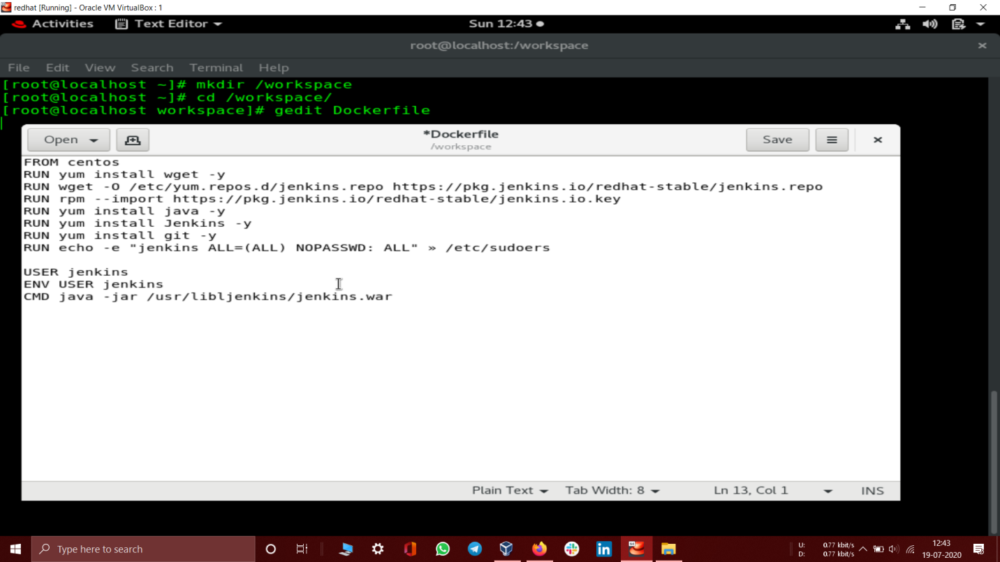 redhat [Running] - Oracle VM VirtualBox : 1
Activities Text Editor Sun 12:43
root@localhost:/workspace
File Edit View Search Terminal Help
[root@localhost ~]# mkdir /workspace
[root@localhost ~]# cd /workspace/
[root@localhost workspace]# gedit Dockerfile
Open *Dockerfile Save
/workspace
FROM centos
RUN yum install wget -y
RUN wget -O /etc/yum.repos.d/jenkins.repo https://pkg.jenkins.io/redhat-stable/jenkins.repo
RUN rpm --import https://pkg.jenkins.io/redhat-stable/jenkins.io.key
RUN yum install java -y
RUN yum install Jenkins -y
RUN yum install git -y
RUN echo -e "jenkins ALL=(ALL) NOPASSWD: ALL" » /etc/sudoers
USER jenkins
ENV USER jenkins
CMD java -jar /usr/libljenkins/jenkins.war
Plain Text Tab Width: 8 Ln 13, Col 1 INS
Type here to search
U: 0.77 kbit/s
D: 0.77 kbit/s
12:43
19-07-2020